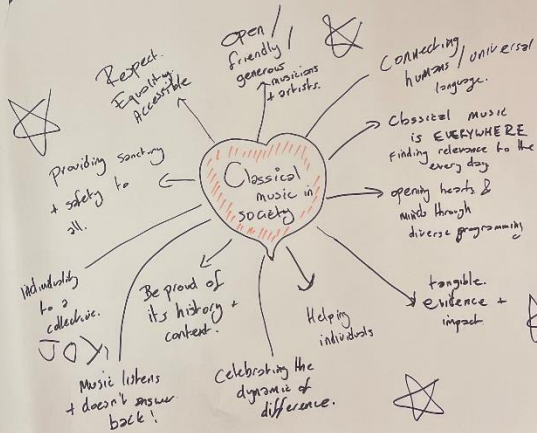 Classical
music in
society
Open /
friendly /
generous
musicians
+ artists.
Connecting
humans / universal
language.
Classical music
is EVERYWHERE
finding relevance to the
every day
opening hearts &
minds through
diverse programming
tangible
evidence +
impact
Helping
individuals
Celebrating the
dynamic of
difference.
Be proud of
its history +
context.
Music listens
+ doesn't answer
back!
individuality
to a
collective.
JOY!
Providing
+ safety to
all.
Respect.
Equality
Accessible